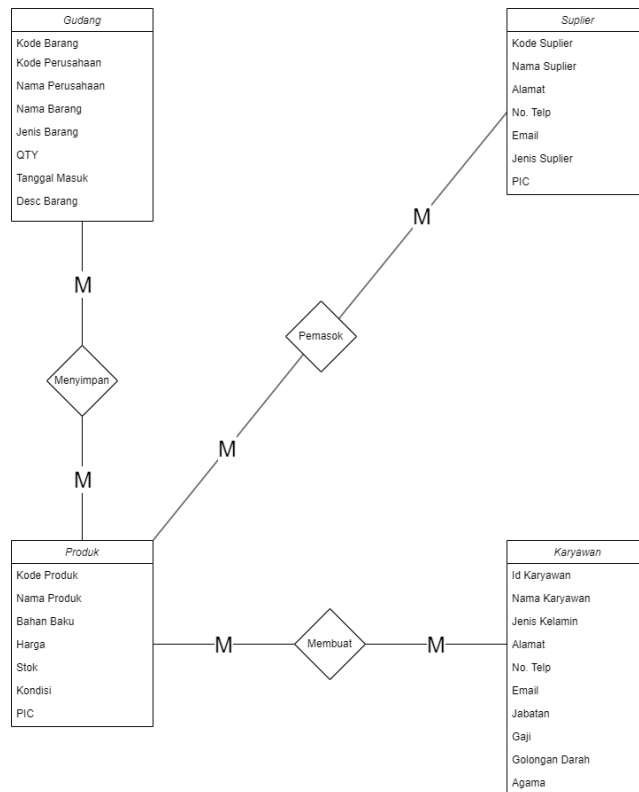 Gudang
Kode Barang
Kode Perusahaan
Nama Perusahaan
Nama Barang
Jenis Barang
QTY
Tanggal Masuk
Desc Barang
Suplier
Kode Suplier
Nama Suplier
Alamat
No. Telp
Email
Jenis Suplier
PIC
M
M
Pemasok
Menyimpan
M
M
Produk
Kode Produk
Nama Produk
Bahan Baku
Harga
Stok
Kondisi
PIC
M
Membuat
M
Karyawan
Id Karyawan
Nama Karyawan
Jenis Kelamin
Alamat
No. Telp
Email
Jabatan
Gaji
Golongan Darah
Agama